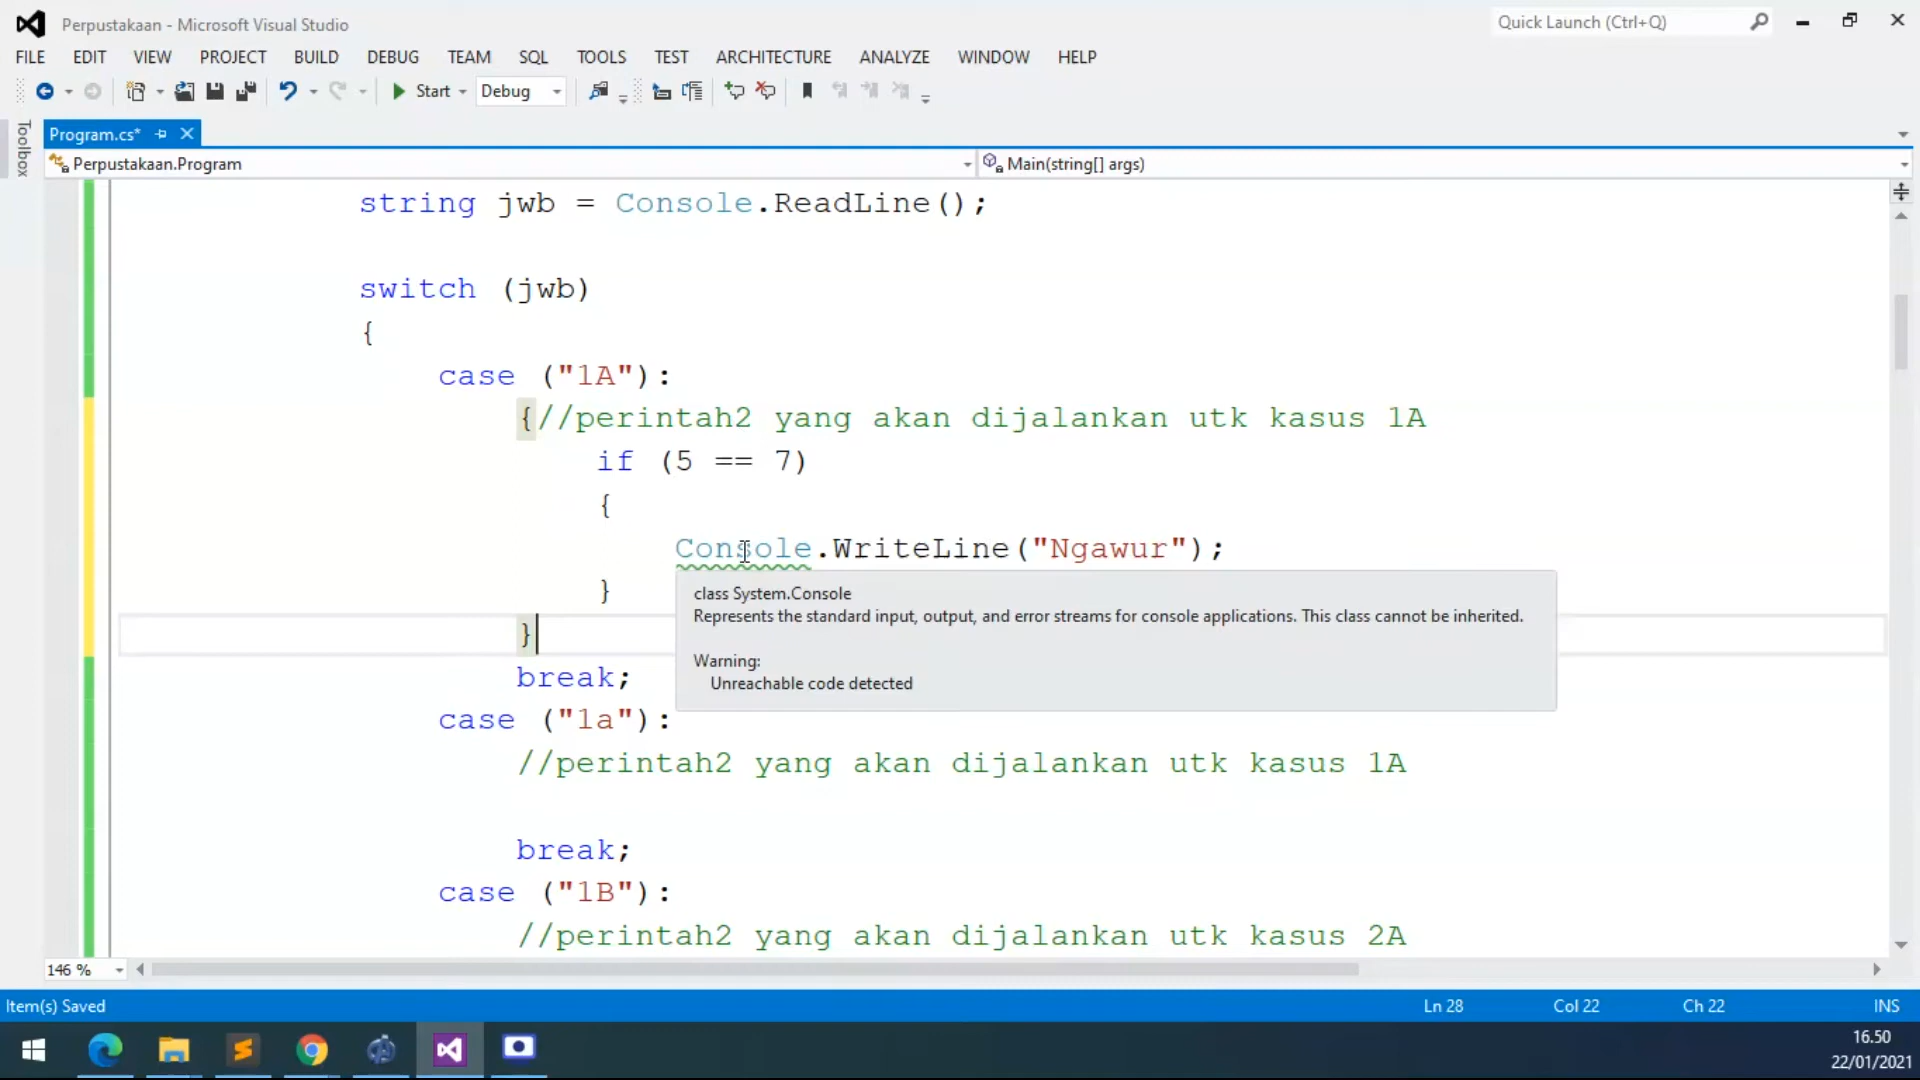 Perpustakaan - Microsoft Visual Studio
Quick Launch (Ctrl+Q)
FILE EDIT VIEW PROJECT BUILD DEBUG TEAM SQL TOOLS TEST ARCHITECTURE ANALYZE WINDOW HELP
Start Debug
Toolbox
Program.cs*
Perpustakaan.Program
Main(string[] args)
string jwb = Console.ReadLine();
switch (jwb)
{
case ("1A"):
{//perintah2 yang akan dijalankan utk kasus 1A
if (5 == 7)
{
Console.WriteLine("Ngawur");
}
class System.Console
Represents the standard input, output, and error streams for console applications. This class cannot be inherited.
Warning:
Unreachable code detected
}
break;
case ("1a"):
//perintah2 yang akan dijalankan utk kasus 1A
break;
case ("1B"):
//perintah2 yang akan dijalankan utk kasus 2A
146 %
Item(s) Saved
Ln 28 Col 22 Ch 22 INS
16.50
22/01/2021